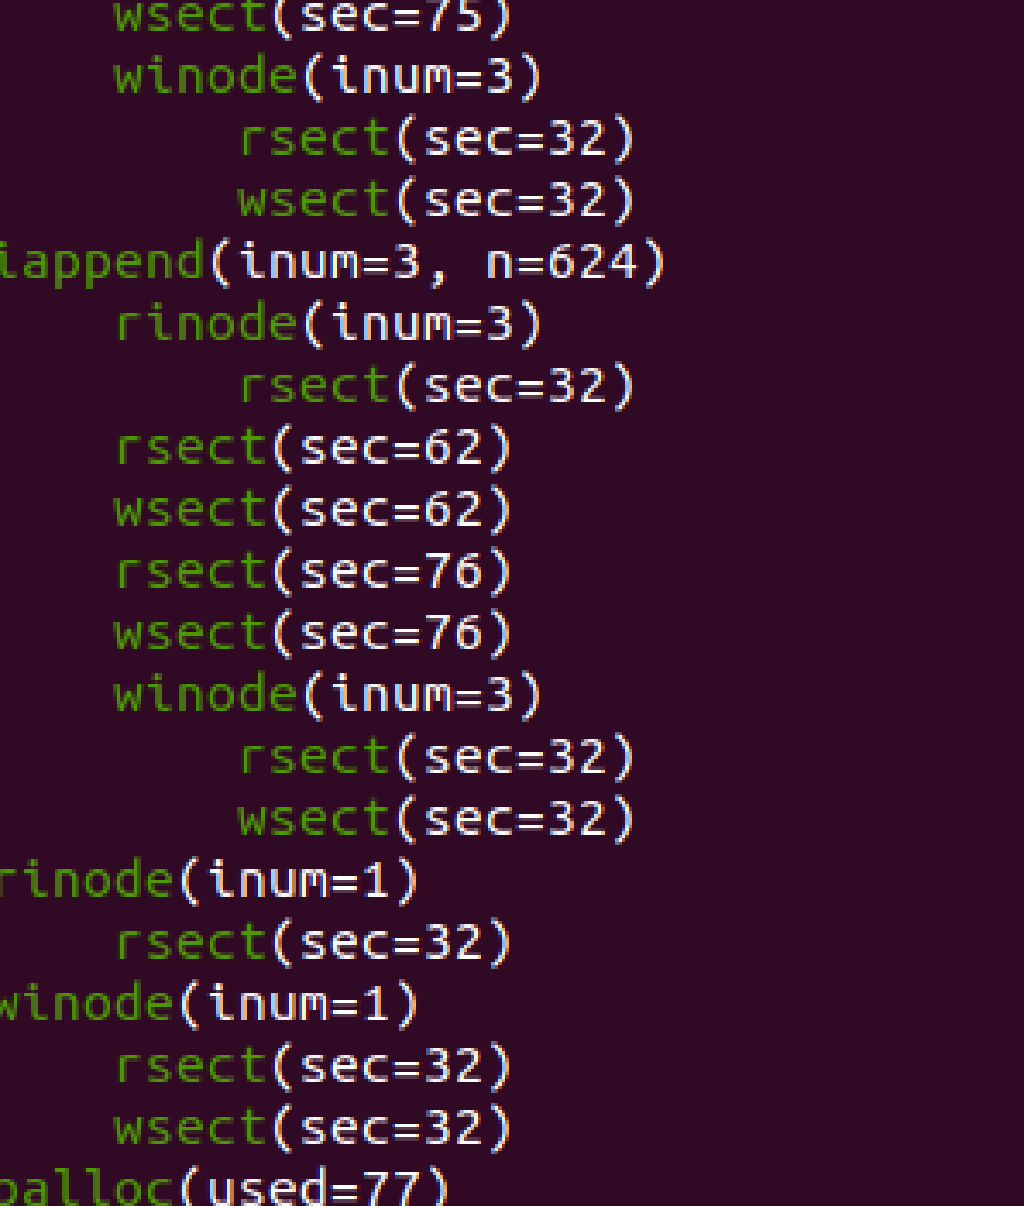 wsect(sec=75)
winode(inum=3)
rsect(sec=32)
wsect(sec=32)
iappend(inum=3, n=624)
rinode(inum=3)
rsect(sec=32)
rsect(sec=62)
wsect(sec=62)
rsect(sec=76)
wsect(sec=76)
winode(inum=3)
rsect(sec=32)
wsect(sec=32)
rinode(inum=1)
rsect(sec=32)
winode(inum=1)
rsect(sec=32)
wsect(sec=32)
balloc(used=77)